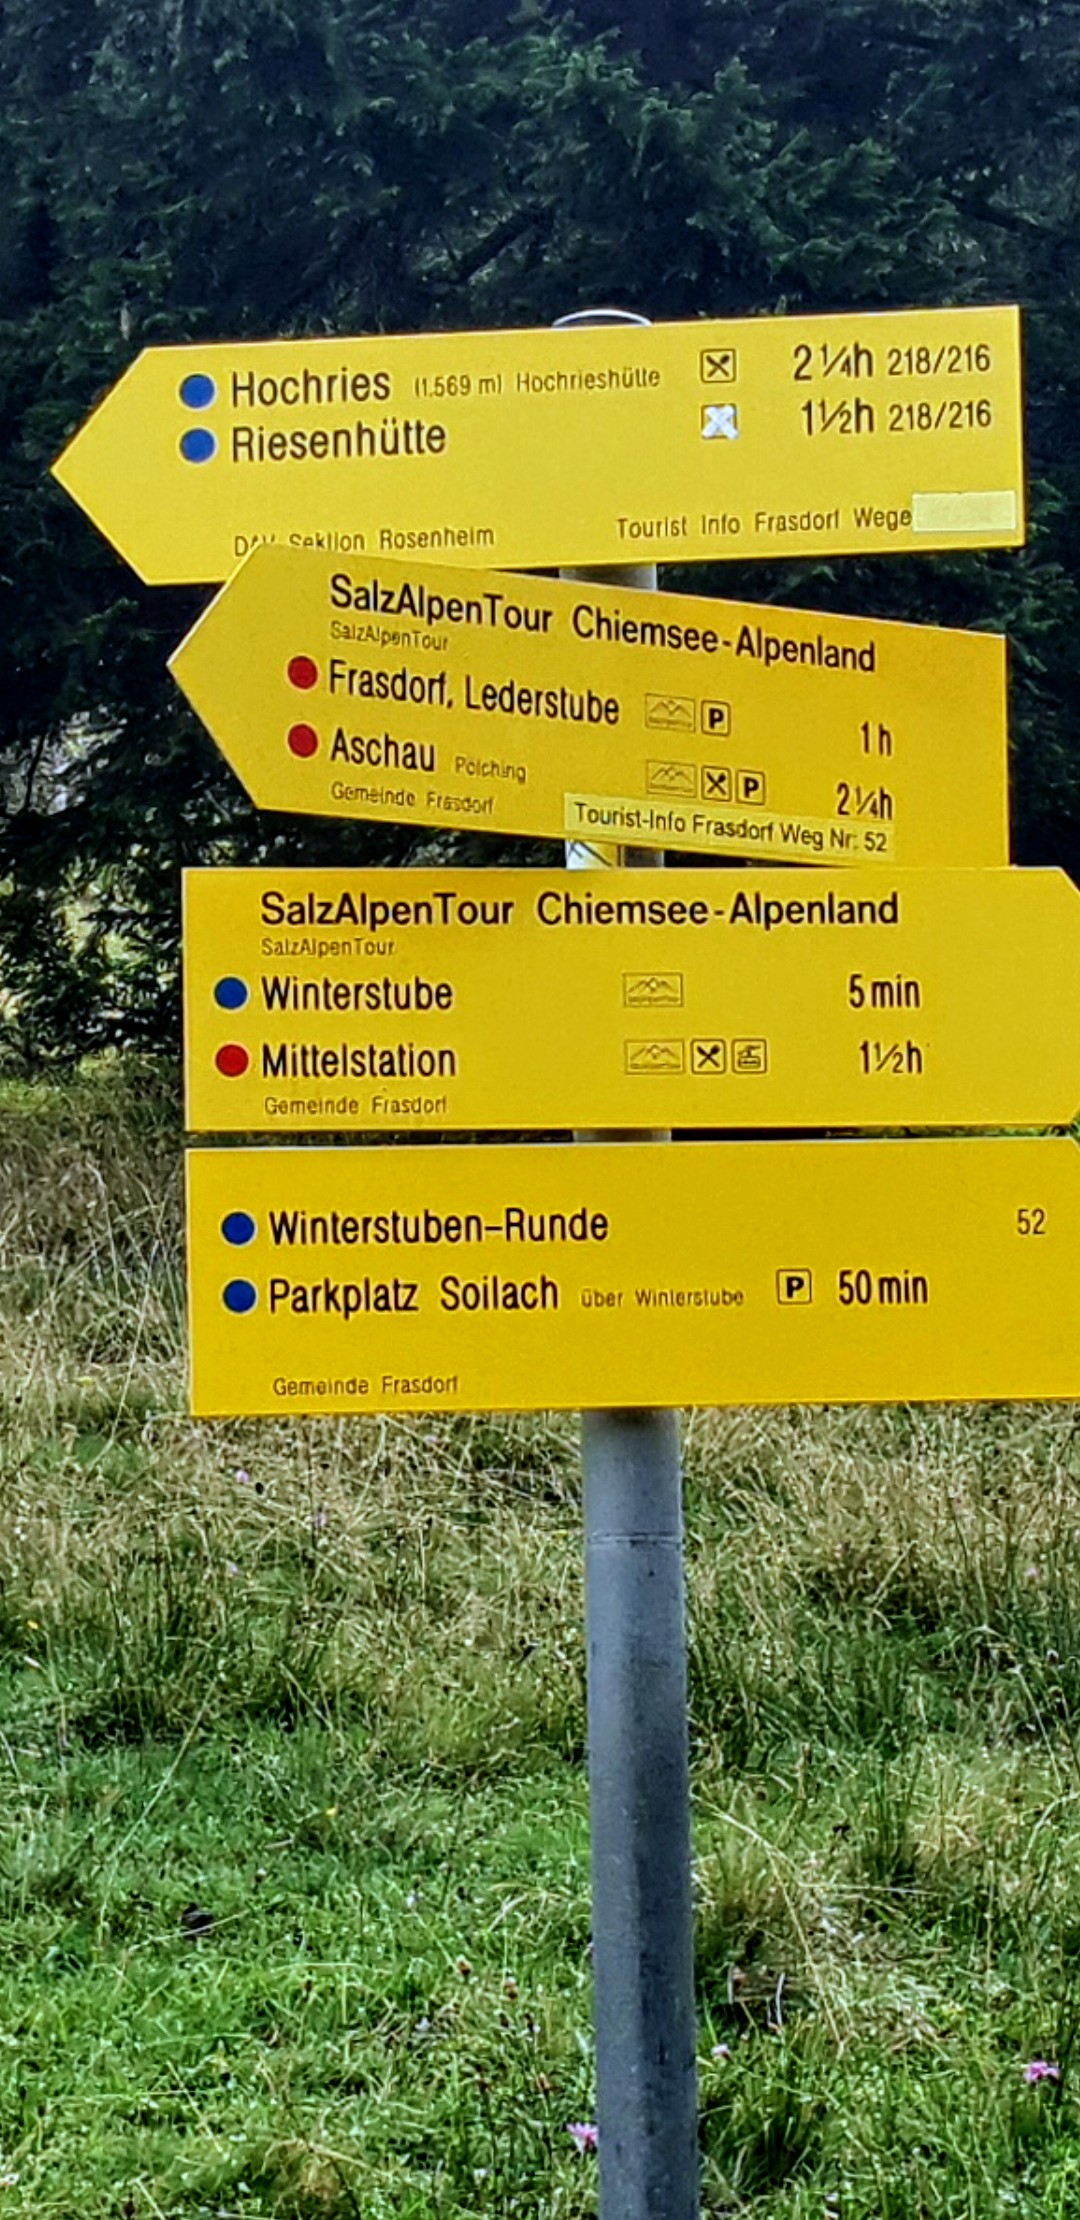 Hochries (1.569 m) Hochrieshütte 2¼h 218/216
Riesenhütte 1½h 218/216
DAV Sektion Rosenheim Tourist Info Frasdorf Wege
SalzAlpenTour Chiemsee-Alpenland
SalzAlpenTour
Frasdorf, Lederstube P 1h
Aschau Pölching P 2¼h
Gemeinde Frasdorf
Tourist-Info Frasdorf Weg Nr: 52
SalzAlpenTour Chiemsee-Alpenland
SalzAlpenTour
Winterstube 5 min
Mittelstation 1½h
Gemeinde Frasdorf
Winterstuben-Runde 52
Parkplatz Soilach über Winterstube P 50 min
Gemeinde Frasdorf